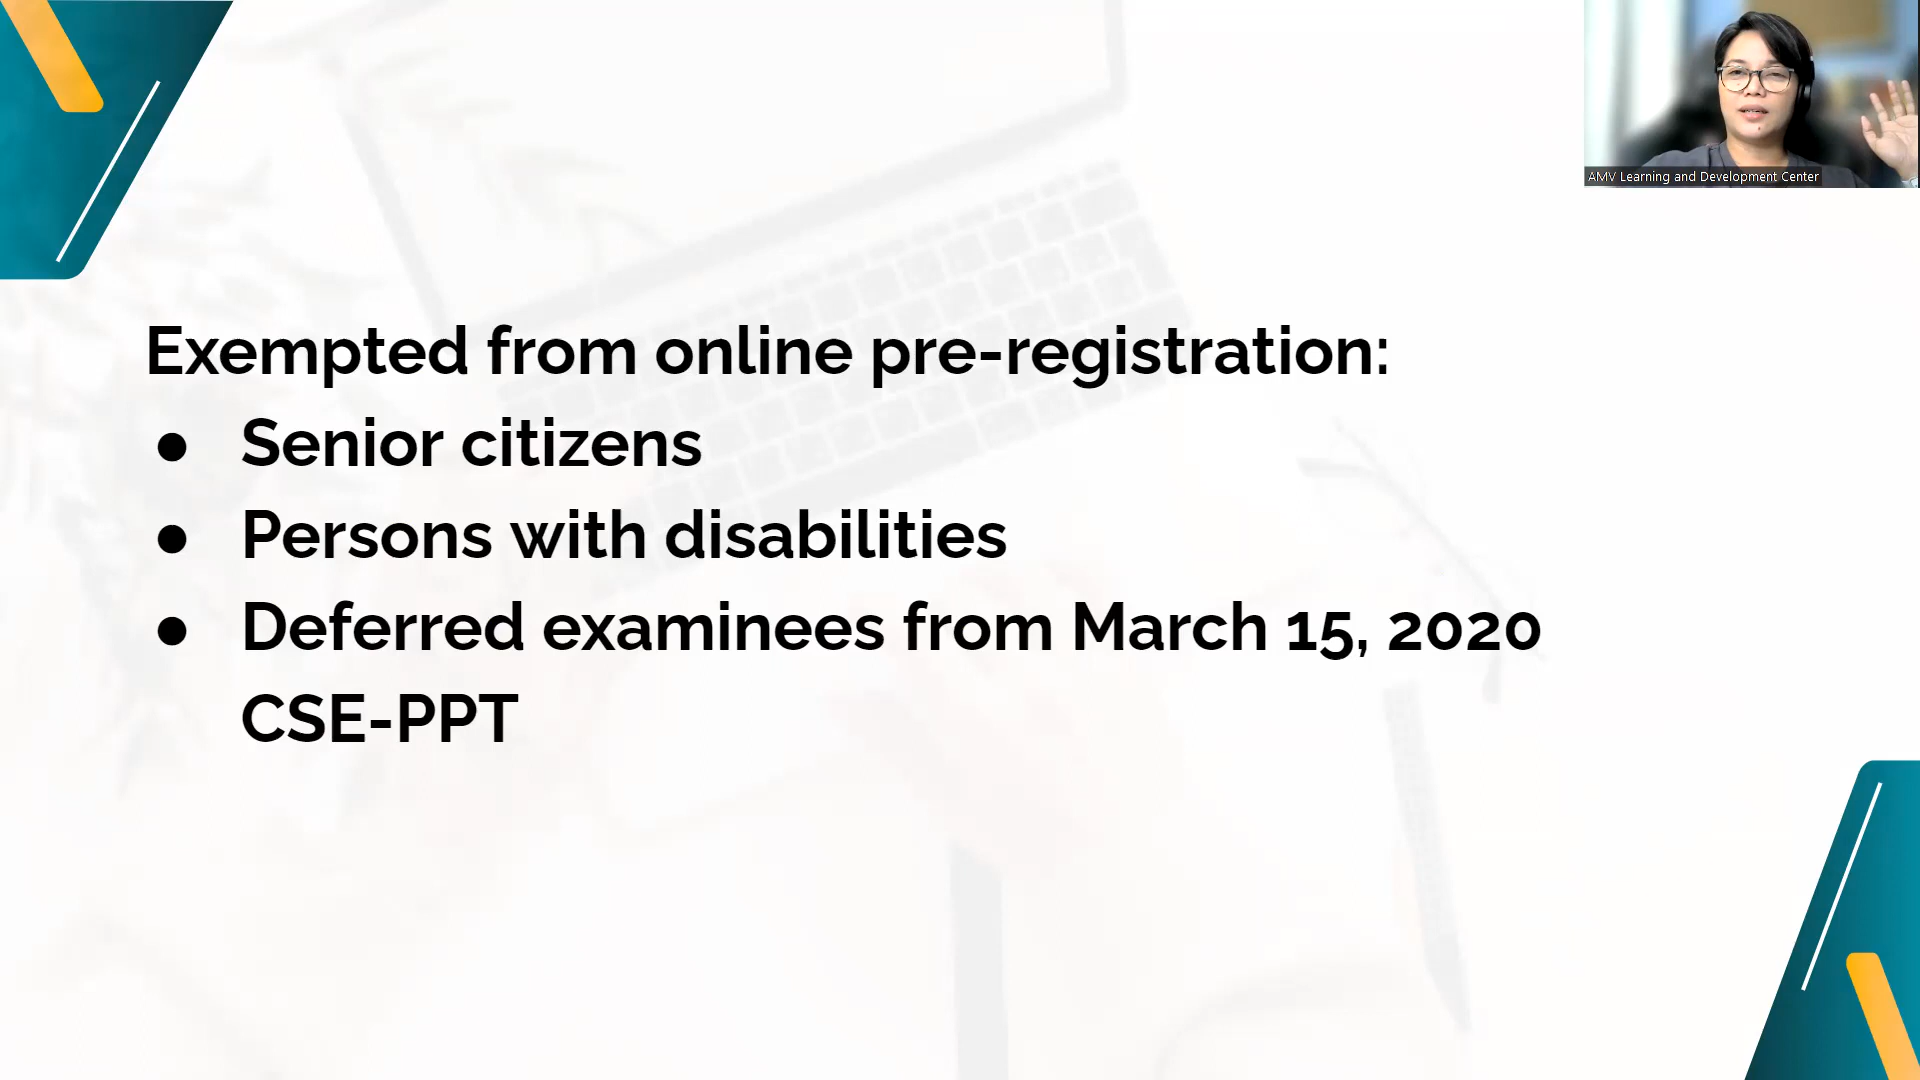 AMV Learning and Development Center
Exempted from online pre-registration:
● Senior citizens
● Persons with disabilities
● Deferred examinees from March 15, 2020
CSE-PPT